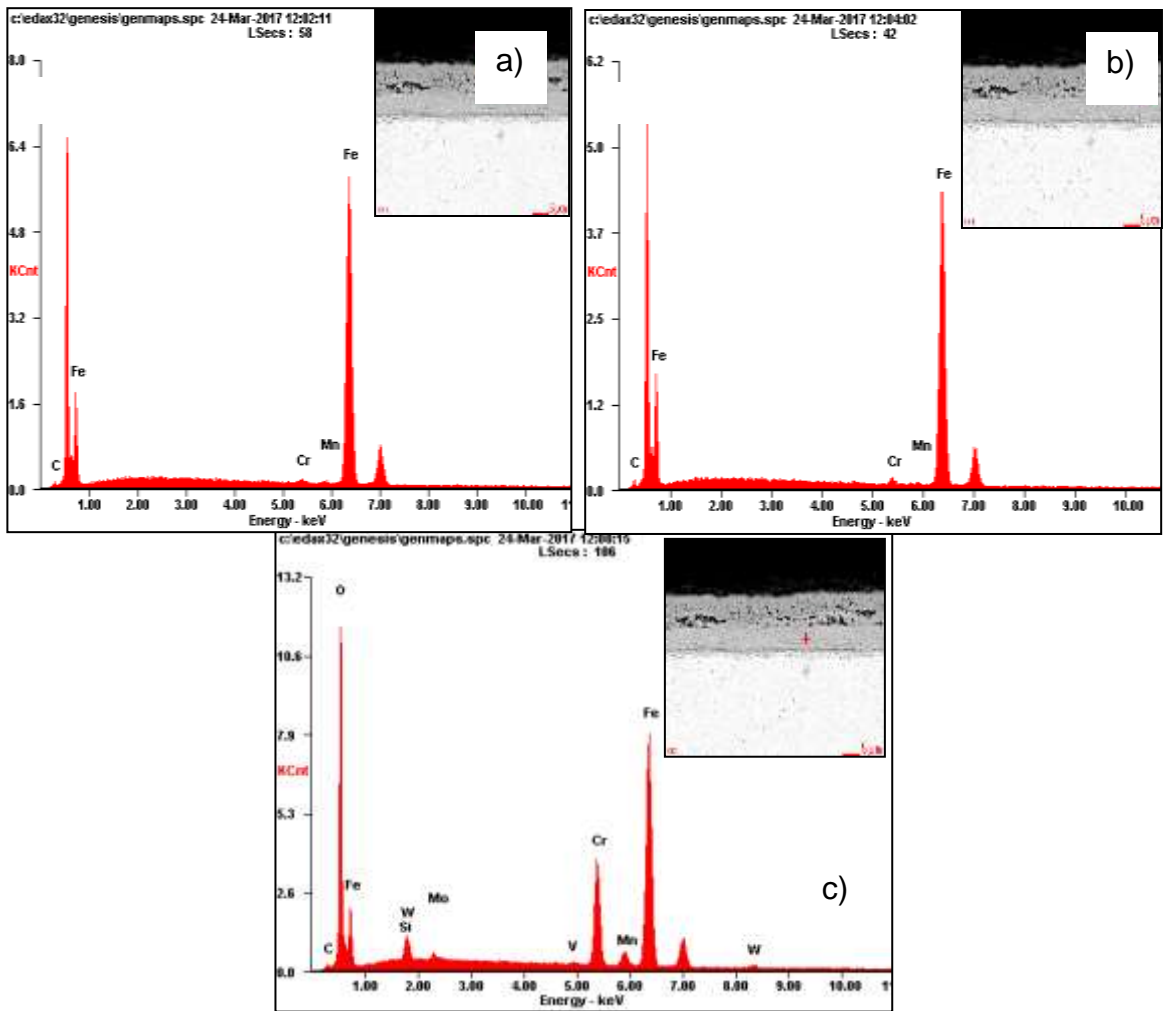 c:\edax32\genesis\genmaps.spc 24-Mar-2017 12:02:11
LSecs : 58
a)
8.0
6.4
4.8
KCnt
3.2
1.6
0.0
C
Fe
Cr
Mn
Fe
1.00 2.00 3.00 4.00 5.00 6.00 7.00 8.00 9.00 10.00
Energy - keV
c:\edax32\genesis\genmaps.spc 24-Mar-2017 12:04:02
LSecs : 42
b)
6.2
5.0
3.7
KCnt
2.5
1.2
0.0
C
Fe
Cr
Mn
Fe
1.00 2.00 3.00 4.00 5.00 6.00 7.00 8.00 9.00 10.00
Energy - keV
c:\edax32\genesis\genmaps.spc 24-Mar-2017
LSecs : 106
13.2
10.6
7.9
KCnt
5.3
2.6
0.0
O
C
Fe
W
Si
Mo
V
Cr
Mn
Fe
W
c)
1.00 2.00 3.00 4.00 5.00 6.00 7.00 8.00 9.00 10.00
Energy - keV